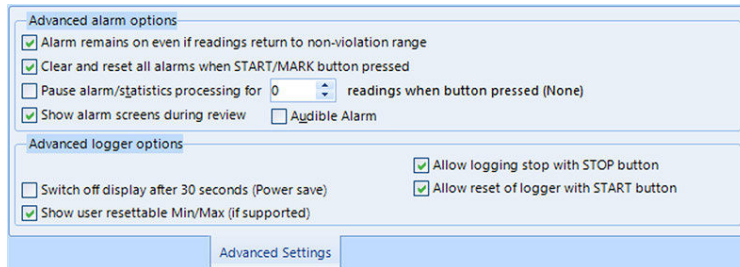 Advanced alarm options
Alarm remains on even if readings return to non-violation range
Clear and reset all alarms when START/MARK button pressed
Pause alarm/statistics processing for 0 readings when button pressed (None)
Show alarm screens during review Audible Alarm
Advanced logger options
Allow logging stop with STOP button
Switch off display after 30 seconds (Power save) Allow reset of logger with START button
Show user resettable Min/Max (if supported)
Advanced Settings